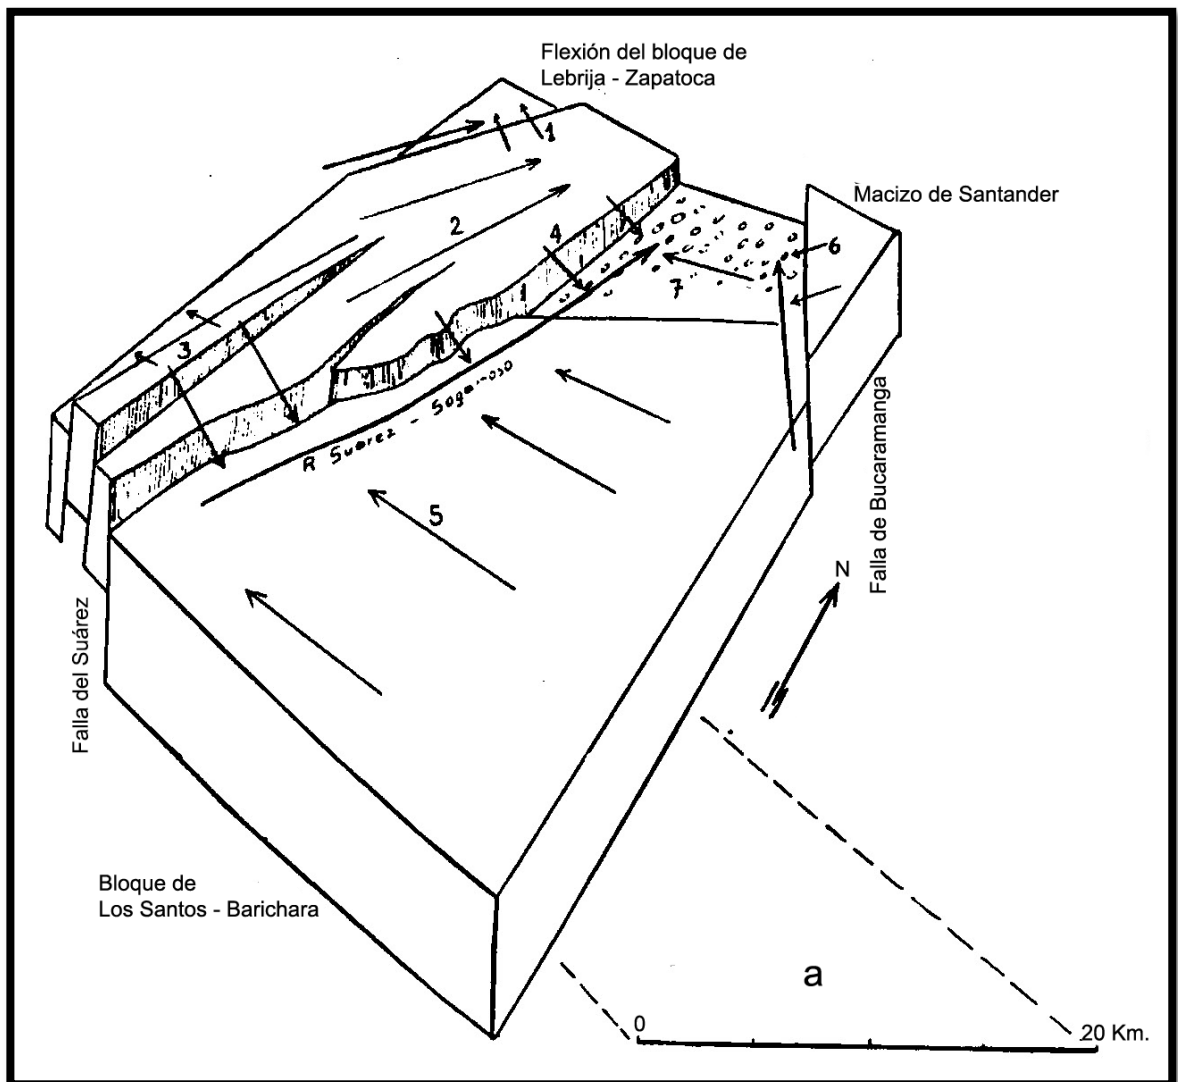 Flexión del bloque de
Lebrija - Zapatoca
1
Macizo de Santander
2
4
6
7
3
R Suarez - Sogamoso
5
Falla de Bucaramanga
N
Falla del Suárez
Bloque de
Los Santos - Barichara
a
0
20 Km.